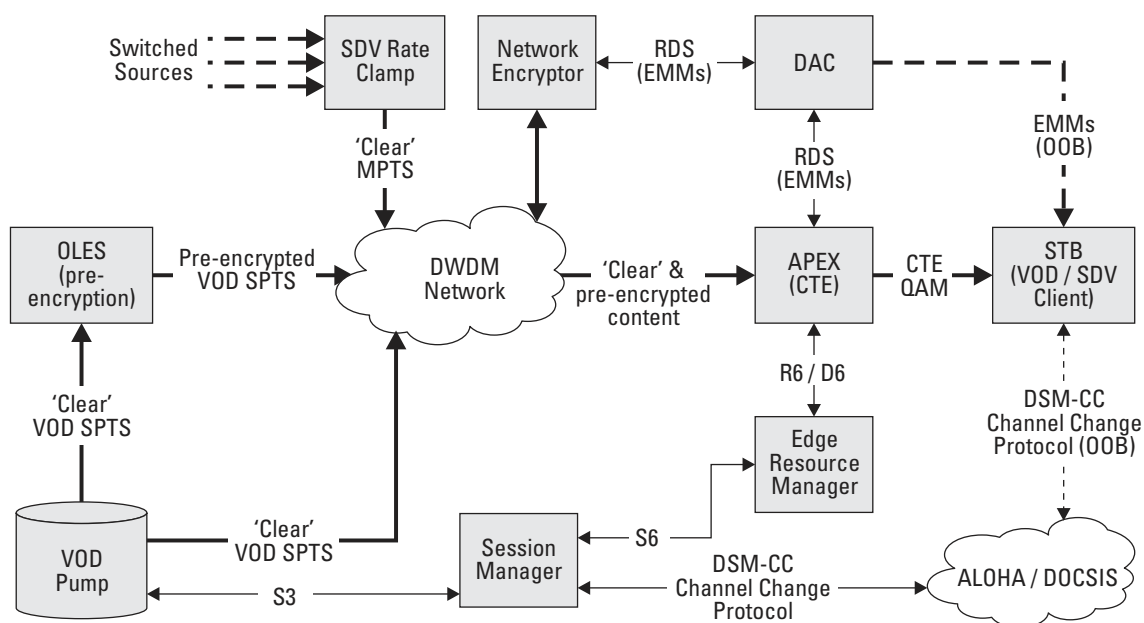 Switched
Sources
SDV Rate
Clamp
Network
Encryptor
RDS
(EMMs)
DAC
‘Clear’
MPTS
RDS
(EMMs)
EMMs
(OOB)
OLES
(pre-
encryption)
Pre-encrypted
VOD SPTS
DWDM
Network
‘Clear’ &
pre-encrypted
content
APEX
(CTE)
CTE
QAM
STB
(VOD / SDV
Client)
‘Clear’
VOD SPTS
R6 / D6
DSM-CC
Channel Change
Protocol (OOB)
Edge
Resource
Manager
VOD
Pump
‘Clear’
VOD SPTS
Session
Manager
S6
S3
DSM-CC
Channel Change
Protocol
ALOHA / DOCSIS